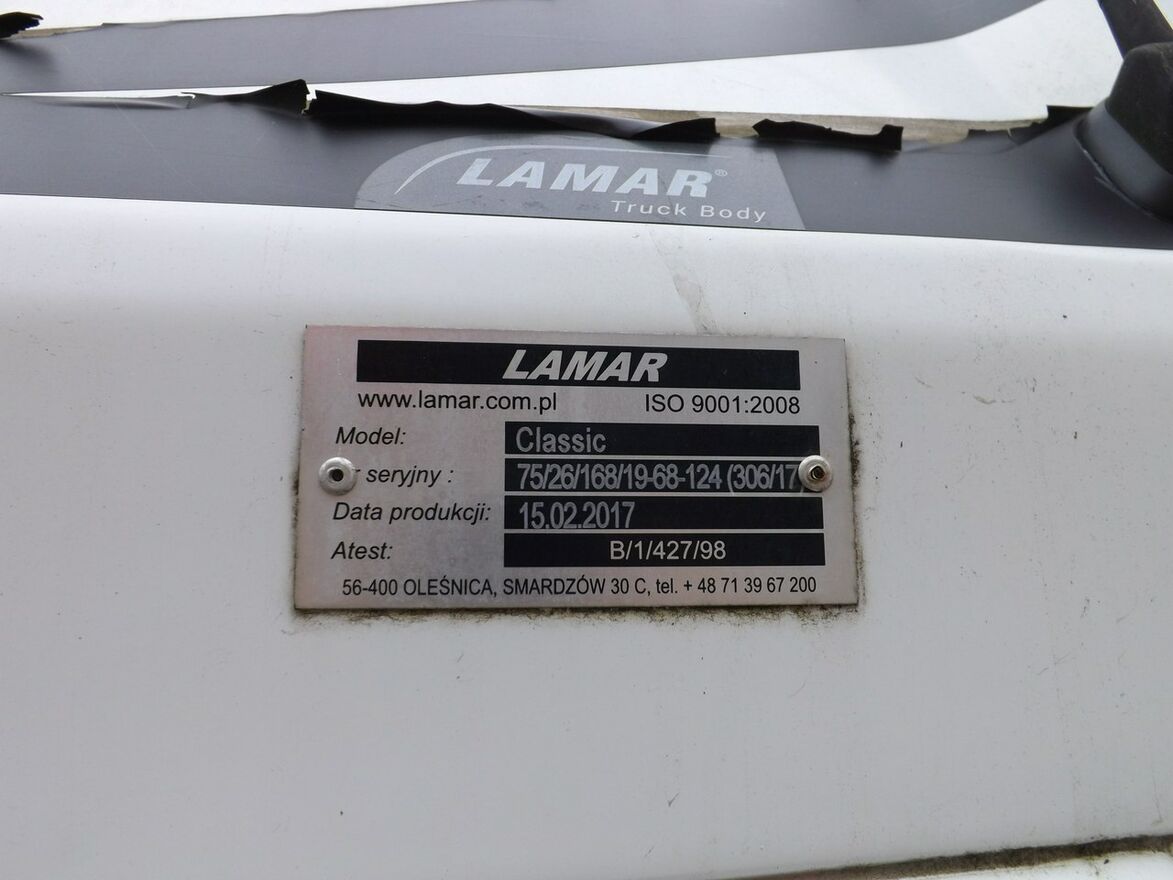 LAMAR®
Truck Body
LAMAR
www.lamar.com.pl ISO 9001:2008
Model: Classic
seryjny : 75/26/168/19-68-124 (306/17)
Data produkcji: 15.02.2017
Atest: B/1/427/98
56-400 OLEŚNICA, SMARDZÓW 30 C, tel. + 48 71 39 67 200